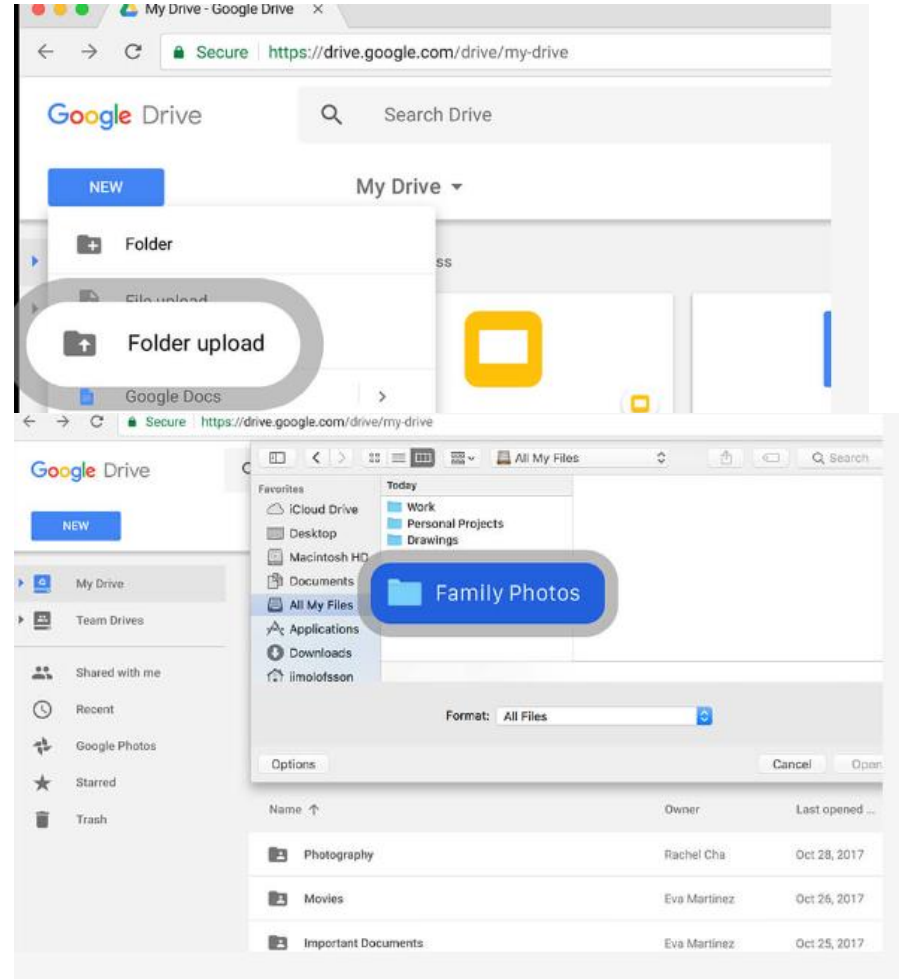 My Drive - Google Drive
Secure https://drive.google.com/drive/my-drive
Google Drive Search Drive
NEW My Drive
Folder
ss
File upload
Folder upload
Google Docs
Secure https://drive.google.com/drive/my-drive
Google Drive
All My Files Search
NEW
My Drive
Team Drives
Shared with me
Recent
Google Photos
Starred
Trash
Favorites
iCloud Drive
Desktop
Macintosh HD
Documents
All My Files
Applications
Downloads
iimolofsson
Today
Work
Personal Projects
Drawings
Family Photos
Format: All Files
Options Cancel Open
Name Owner Last opened ...
Photography Rachel Cha Oct 28, 2017
Movies Eva Martinez Oct 26, 2017
Important Documents Eva Martinez Oct 25, 2017